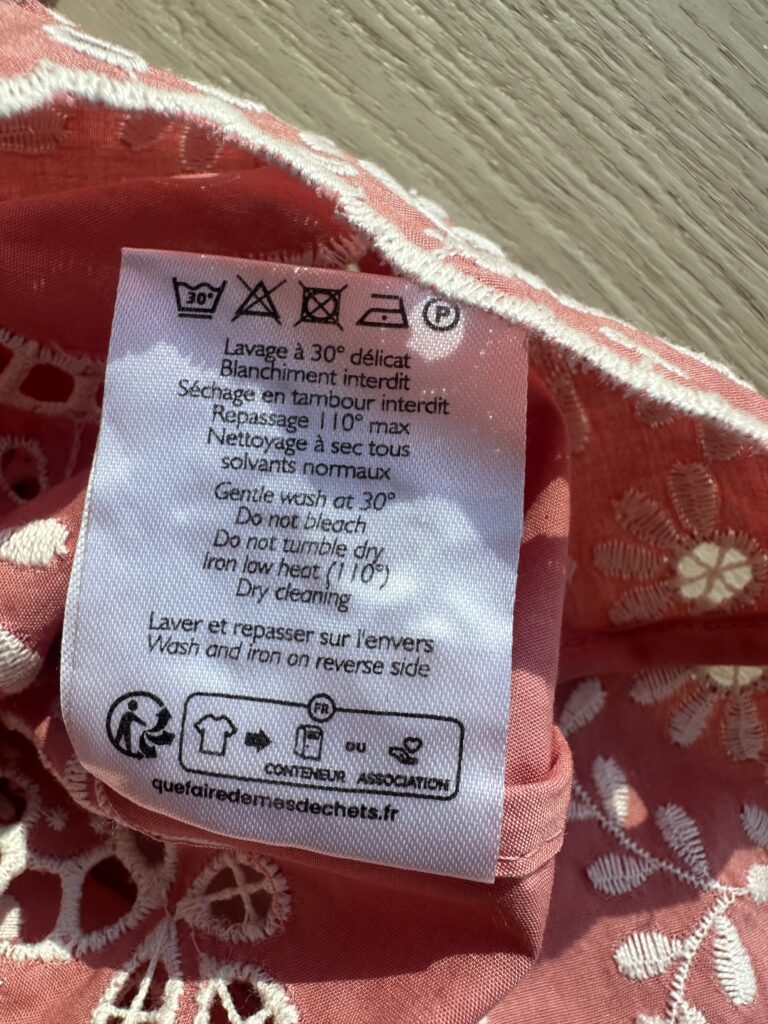 30°
P
Lavage à 30° délicat
Blanchiment interdit
Séchage en tambour interdit
Repassage 110° max
Nettoyage à sec tous
solvants normaux
Gentle wash at 30°
Do not bleach
Do not tumble dry
Iron low heat (110°)
Dry cleaning
Laver et repasser sur l'envers
Wash and iron on reverse side
FR
OU
CONTENEUR ASSOCIATION
quefairedemesdechets.fr